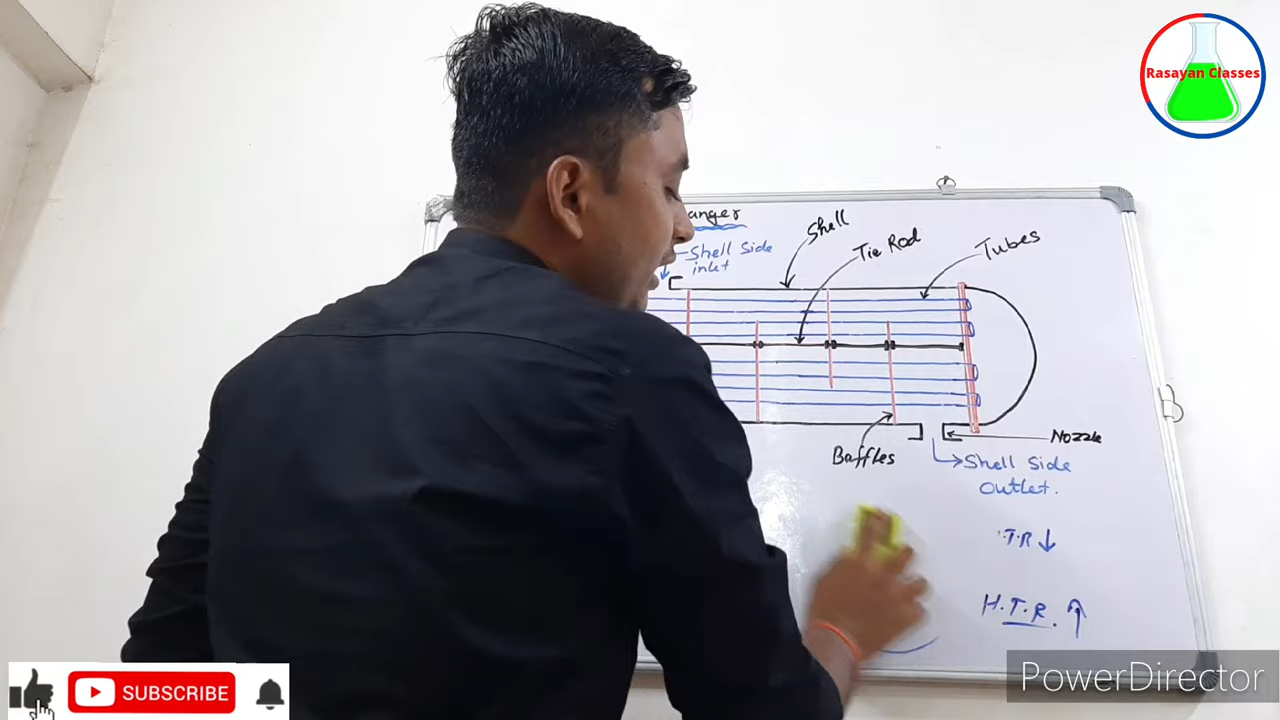 Rasayan Classes
anger
Shell Side
inlet
Shell
Tie Rod
Tubes
Baffles
Nozzle
Shell Side
Outlet.
.T.R ↓
H.T.R. ↑
SUBSCRIBE
PowerDirector